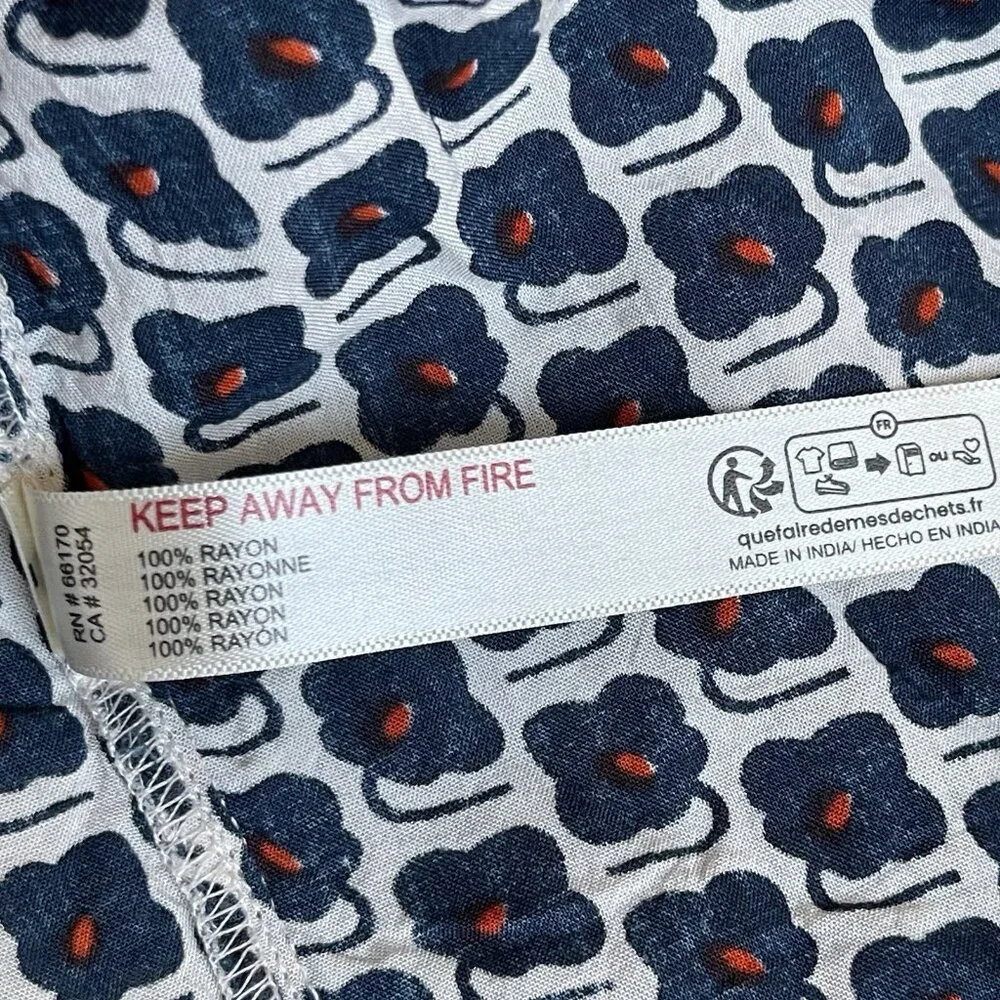 KEEP AWAY FROM FIRE
100% RAYON
100% RAYONNE
100% RAYON
100% RAYON
100% RAYÓN
RN # 66170
CA # 32054
FR
ou
quefairedemesdechets.fr
MADE IN INDIA/ HECHO EN INDIA